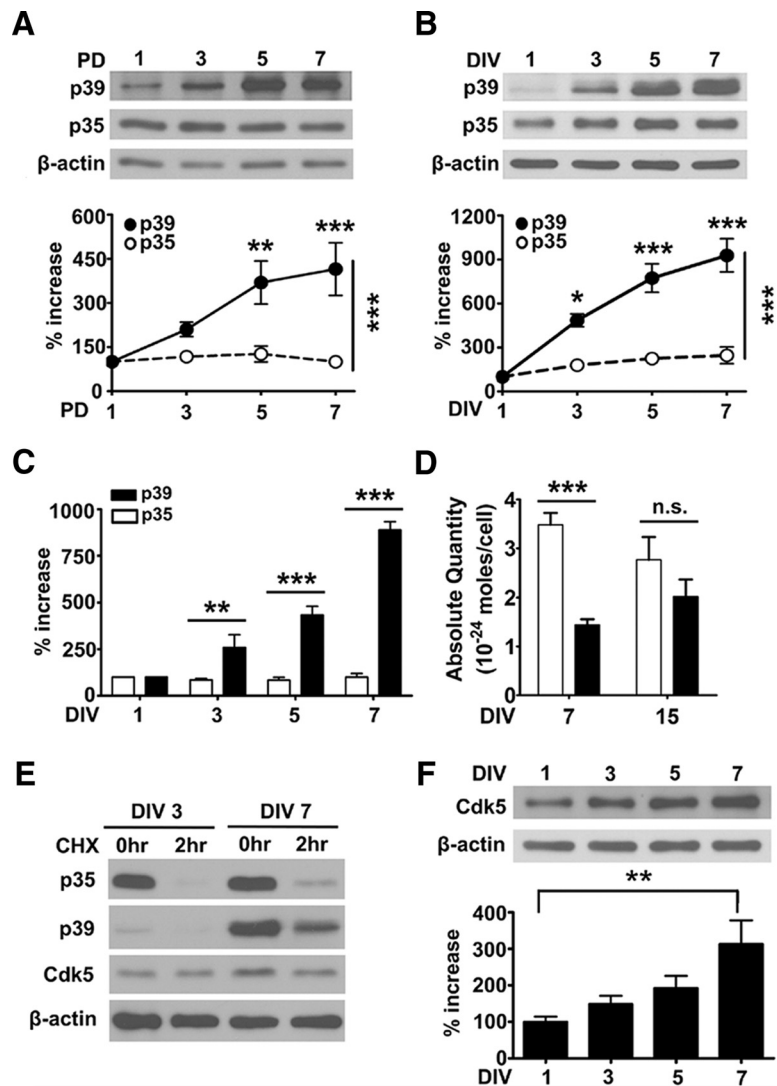 A
PD 1 3 5 7
p39
p35
β-actin
p39
p35
** ***
***
% increase
600
450
300
150
0
1 3 5 7
PD
B
DIV 1 3 5 7
p39
p35
β-actin
p39
p35
* *** ***
***
% increase
1200
900
600
300
0
1 3 5 7
DIV
C
p39
p35
** *** ***
% increase
1000
750
500
250
0
DIV 1 3 5 7
D
*** n.s.
Absolute Quantity
(10-24 moles/cell)
4
3
2
1
0
DIV 7 15
E
DIV 3 DIV 7
CHX 0hr 2hr 0hr 2hr
p35
p39
Cdk5
β-actin
F
DIV 1 3 5 7
Cdk5
β-actin
**
% increase
400
300
200
100
0
DIV 1 3 5 7